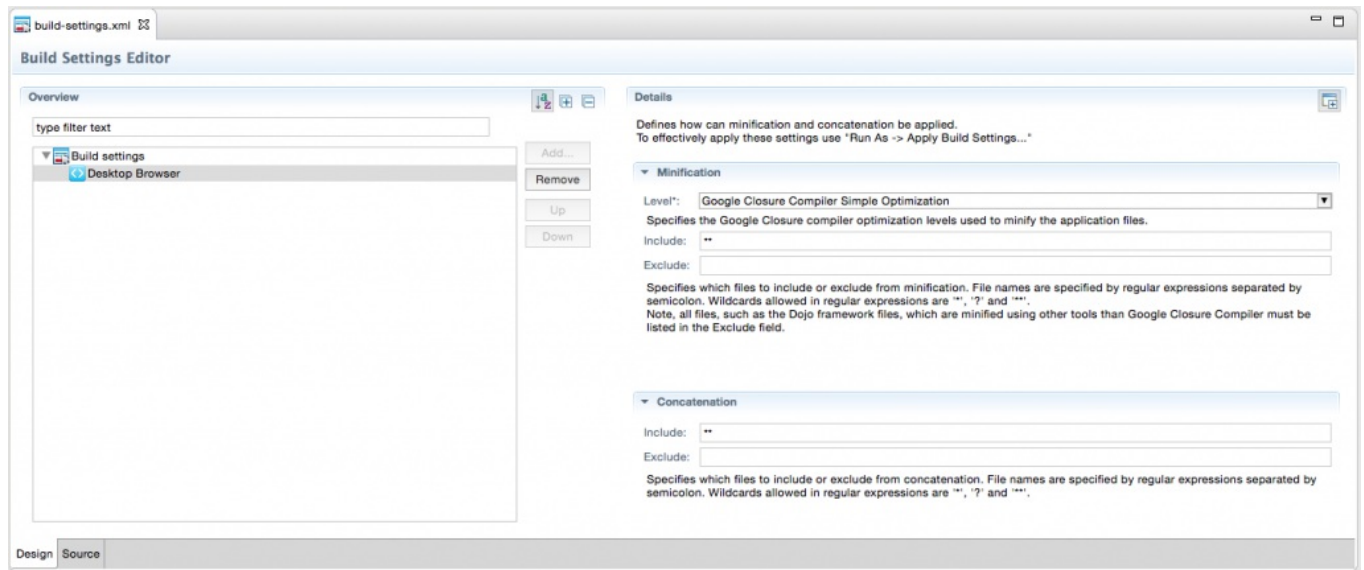 build-settings.xml
Build Settings Editor
Overview
type filter text
Build settings
Desktop Browser
Add...
Remove
Up
Down
Details
Defines how can minification and concatenation be applied.
To effectively apply these settings use "Run As -> Apply Build Settings..."
Minification
Level*: Google Closure Compiler Simple Optimization
Specifies the Google Closure compiler optimization levels used to minify the application files.
Include: **
Exclude:
Specifies which files to include or exclude from minification. File names are specified by regular expressions separated by
semicolon. Wildcards allowed in regular expressions are '*', '?' and '**'.
Note, all files, such as the Dojo framework files, which are minified using other tools than Google Closure Compiler must be
listed in the Exclude field.
Concatenation
Include: **
Exclude:
Specifies which files to include or exclude from concatenation. File names are specified by regular expressions separated by
semicolon. Wildcards allowed in regular expressions are '*', '?' and '**'.
Design Source